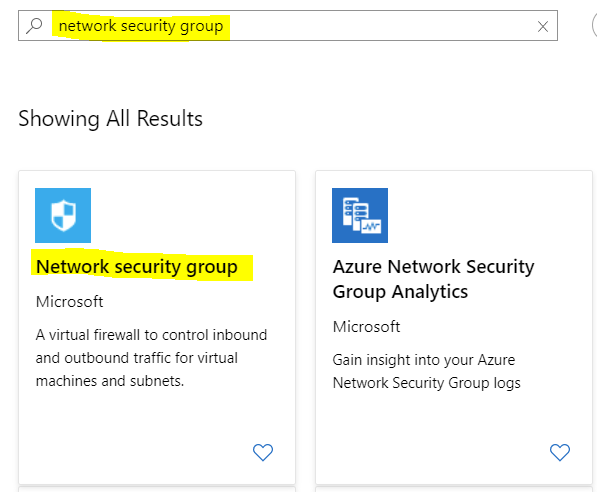 network security group
Showing All Results
Network security group
Microsoft
A virtual firewall to control inbound
and outbound traffic for virtual
machines and subnets.
Azure Network Security
Group Analytics
Microsoft
Gain insight into your Azure
Network Security Group logs